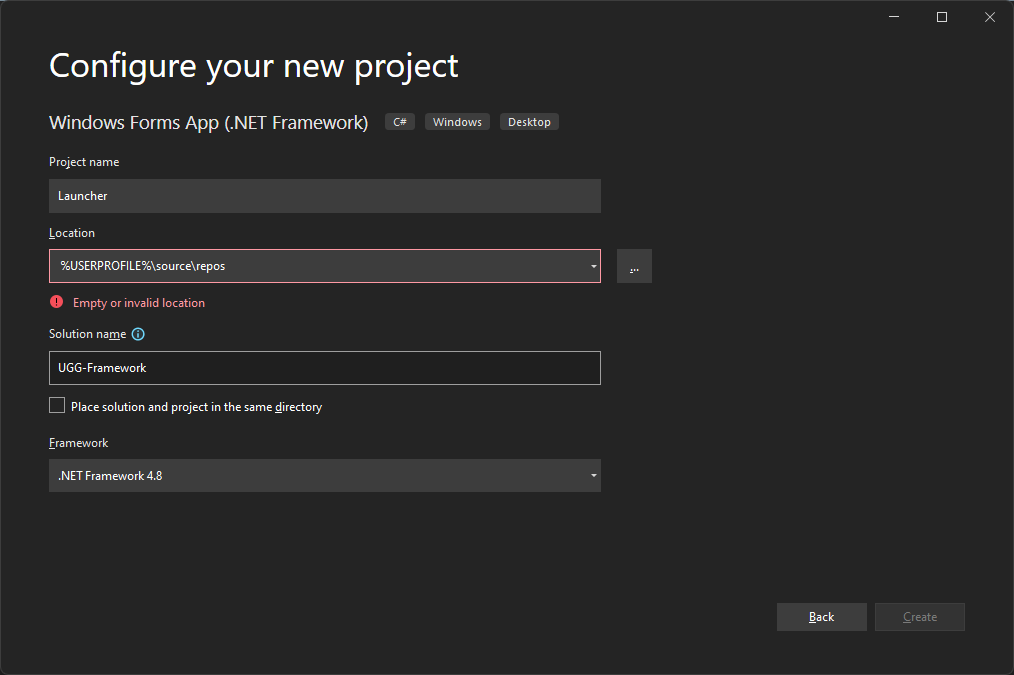 Configure your new project
Windows Forms App (.NET Framework) C# Windows Desktop
Project name
Launcher
Location
%USERPROFILE%\source\repos
...
Empty or invalid location
Solution name
UGG-Framework
Place solution and project in the same directory
Framework
.NET Framework 4.8
Back Create